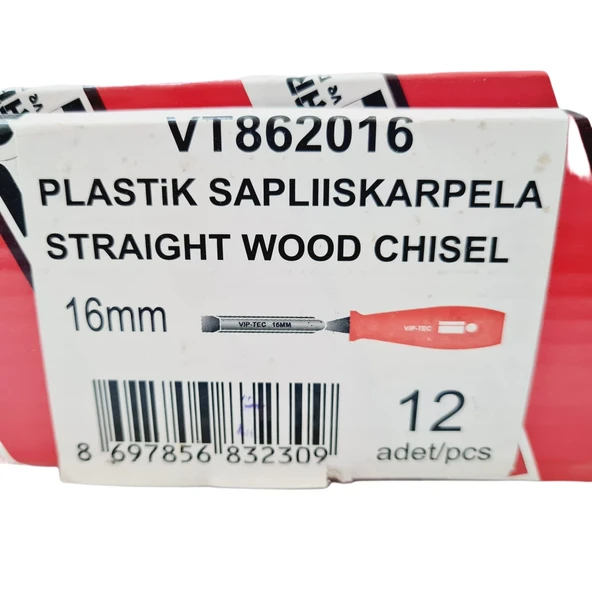 VT862016
PLASTiK SAPLIISKARPELA
STRAIGHT WOOD CHISEL
16mm
VIP-TEC 16MM
VIP-TEC
8 697856 832309
12
adet/pcs